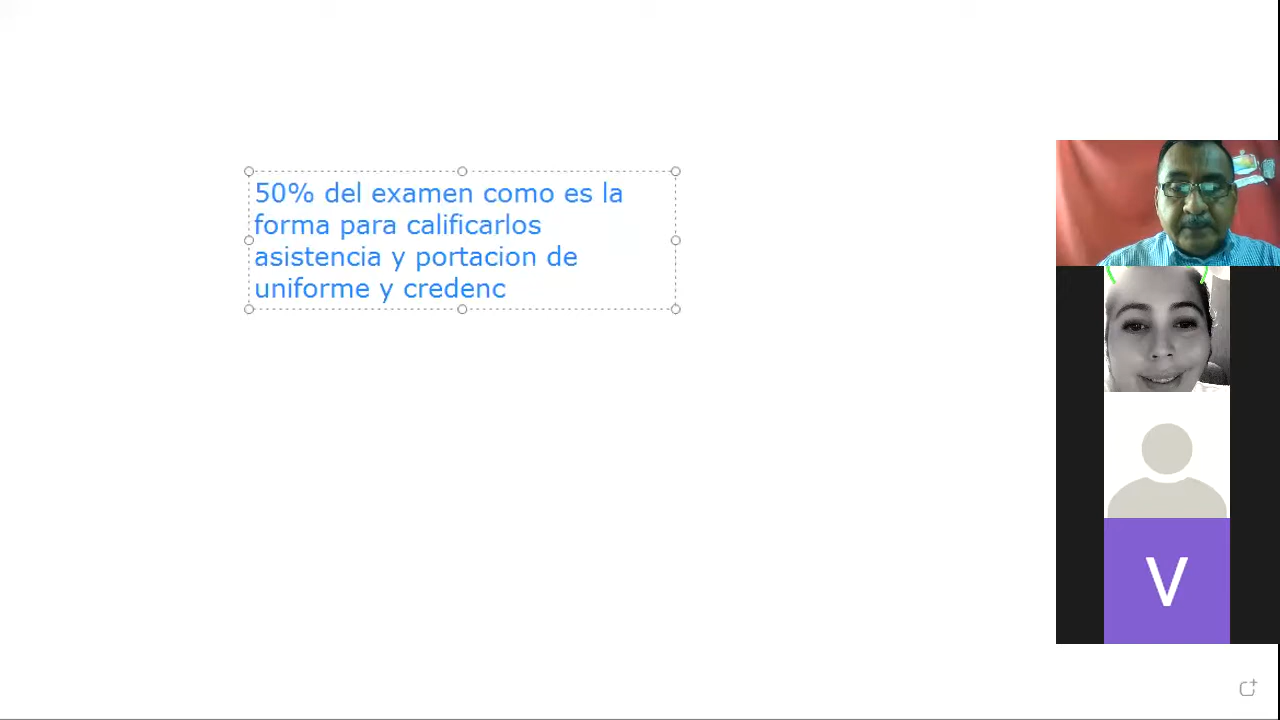 50% del examen como es la
forma para calificarlos
asistencia y portacion de
uniforme y credenc
V